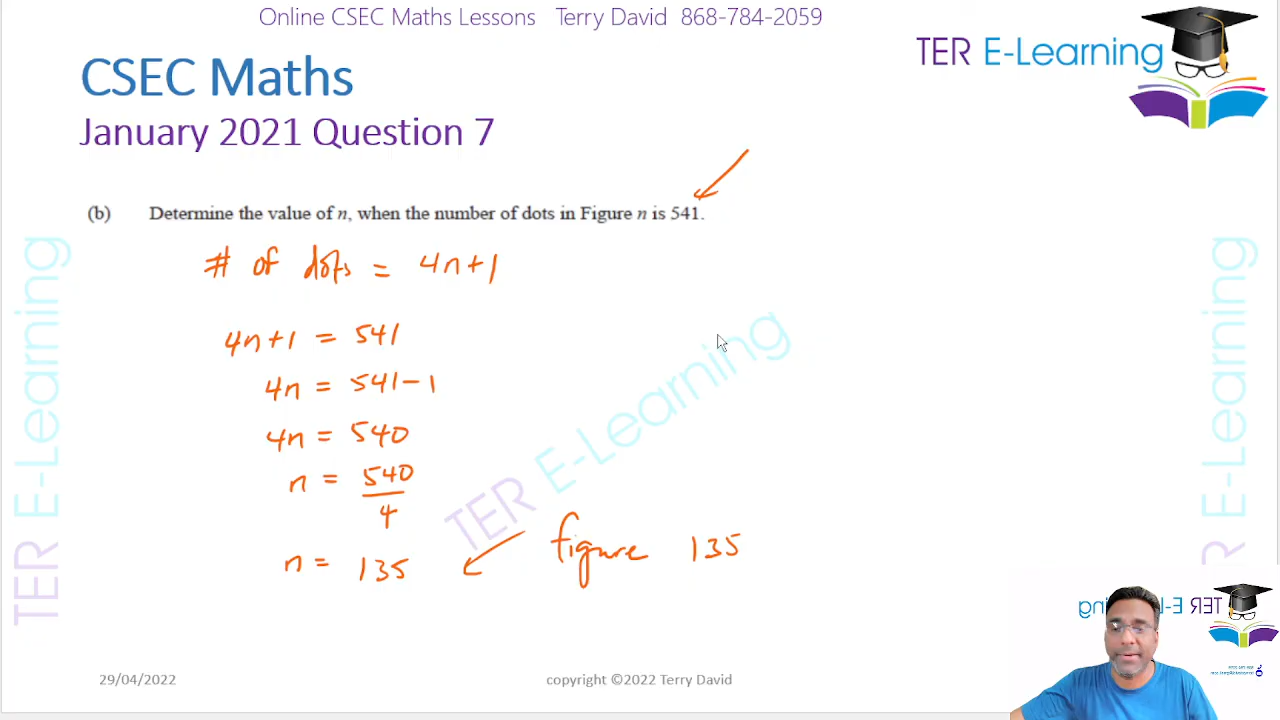 Online CSEC Maths Lessons Terry David 868-784-2059
TER E-Learning
CSEC Maths
January 2021 Question 7
(b) Determine the value of n, when the number of dots in Figure n is 541.
# of dots = 4n+1
4n+1 = 541
4n = 541-1
4n = 540
n = 540/4
n = 135
figure 135
TER E-Learning
TER E-Learning
TER E-Learning
TER E-Learning
29/04/2022
copyright ©2022 Terry David